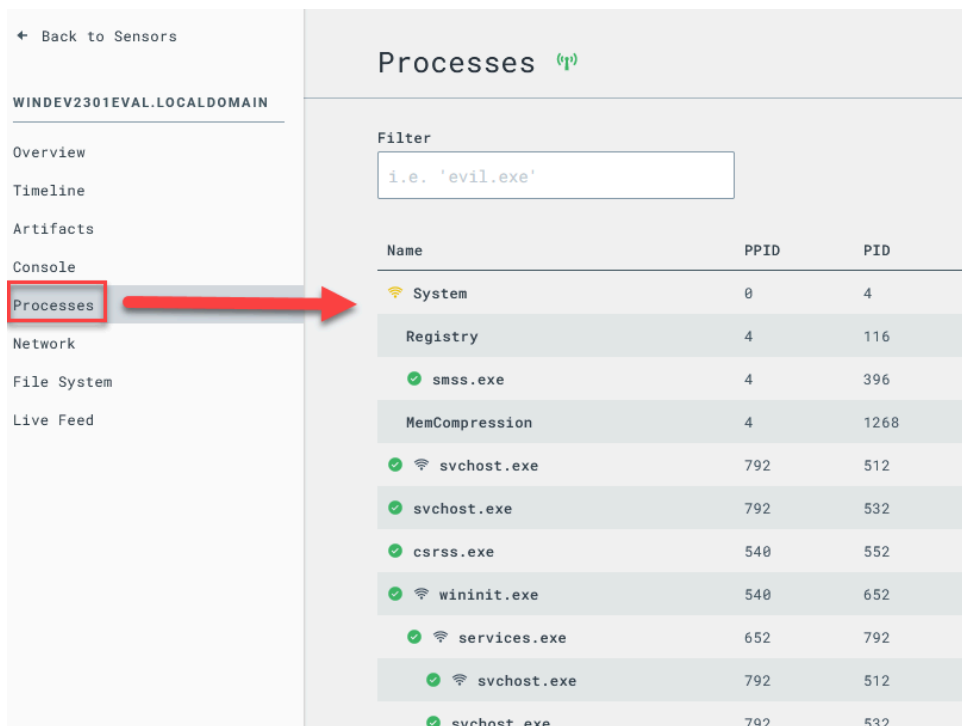 ← Back to Sensors
WINDEV2301EVAL.LOCALDOMAIN
Overview
Timeline
Artifacts
Console
Processes
Network
File System
Live Feed
Processes
Filter
i.e. 'evil.exe'
Name PPID PID
System 0 4
Registry 4 116
smss.exe 4 396
MemCompression 4 1268
svchost.exe 792 512
svchost.exe 792 532
csrss.exe 540 552
wininit.exe 540 652
services.exe 652 792
svchost.exe 792 512
svchost.exe 792 532